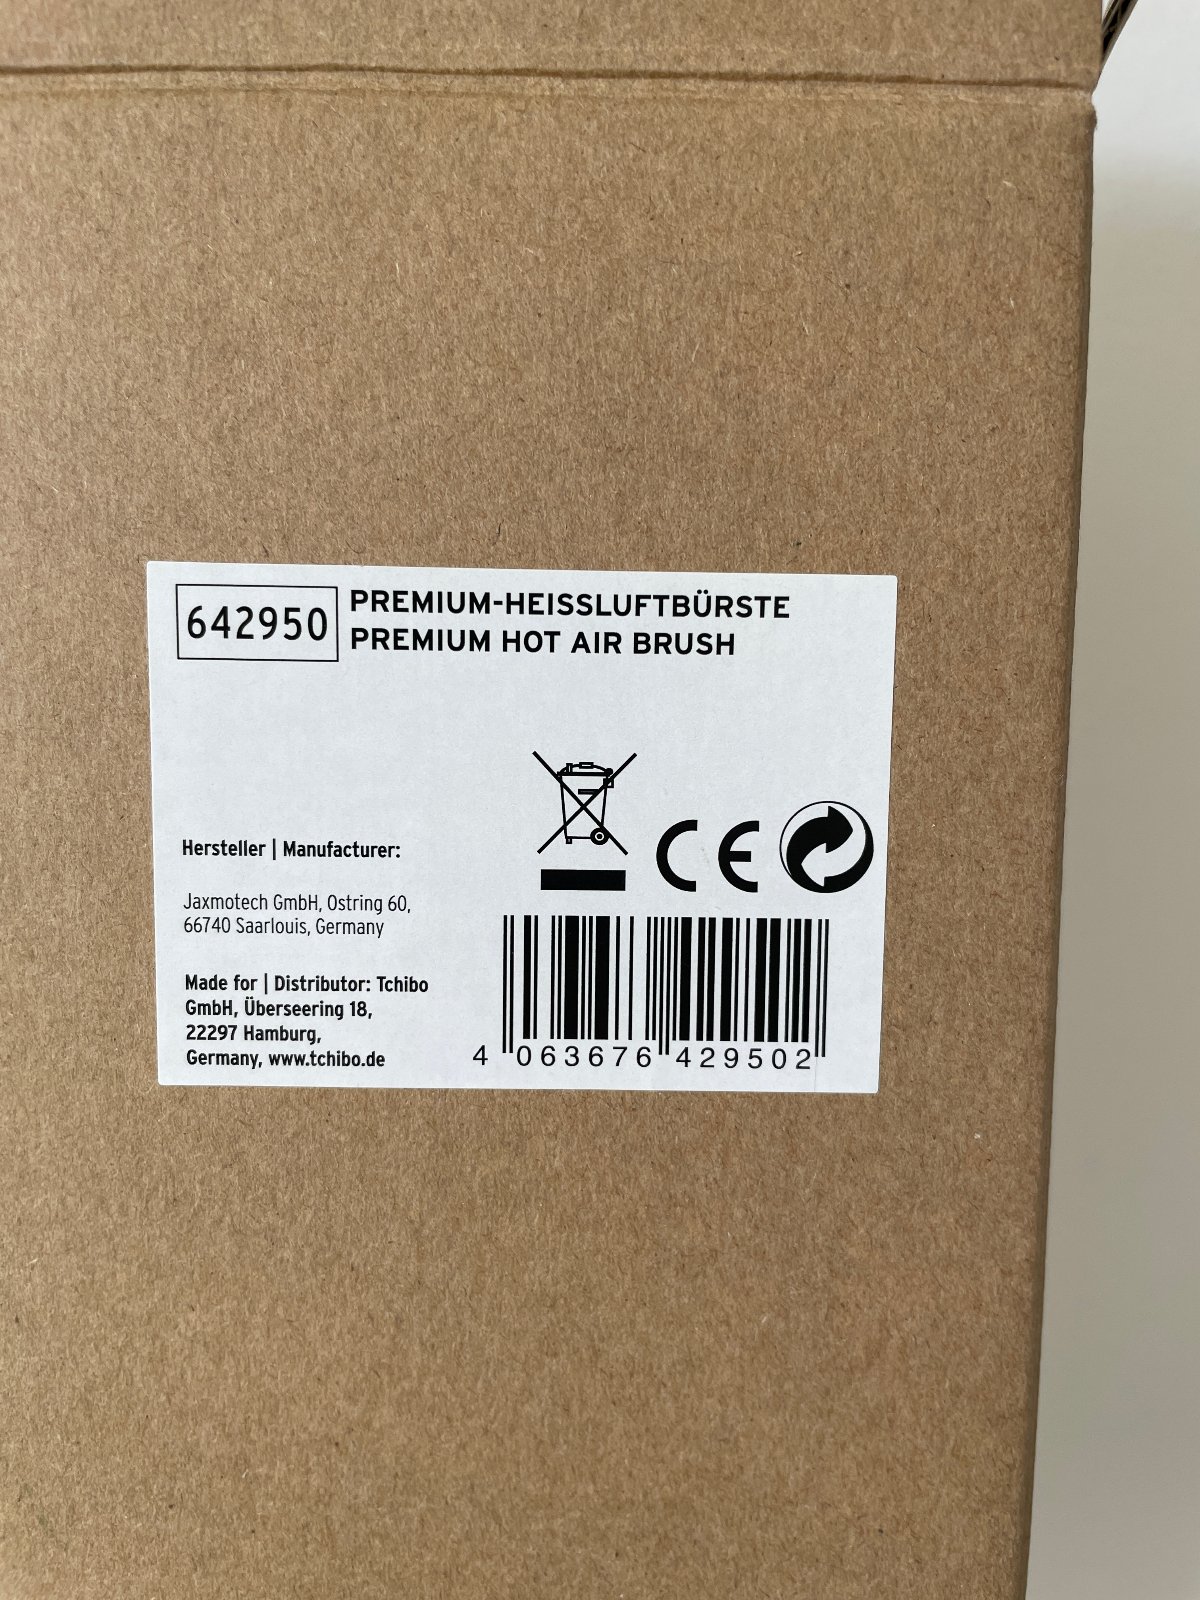 642950
PREMIUM-HEISSLUFTBÜRSTE
PREMIUM HOT AIR BRUSH
CE
Hersteller | Manufacturer:
Jaxmotech GmbH, Ostring 60,
66740 Saarlouis, Germany
Made for | Distributor: Tchibo
GmbH, Überseering 18,
22297 Hamburg,
Germany, www.tchibo.de
4 063676 429502